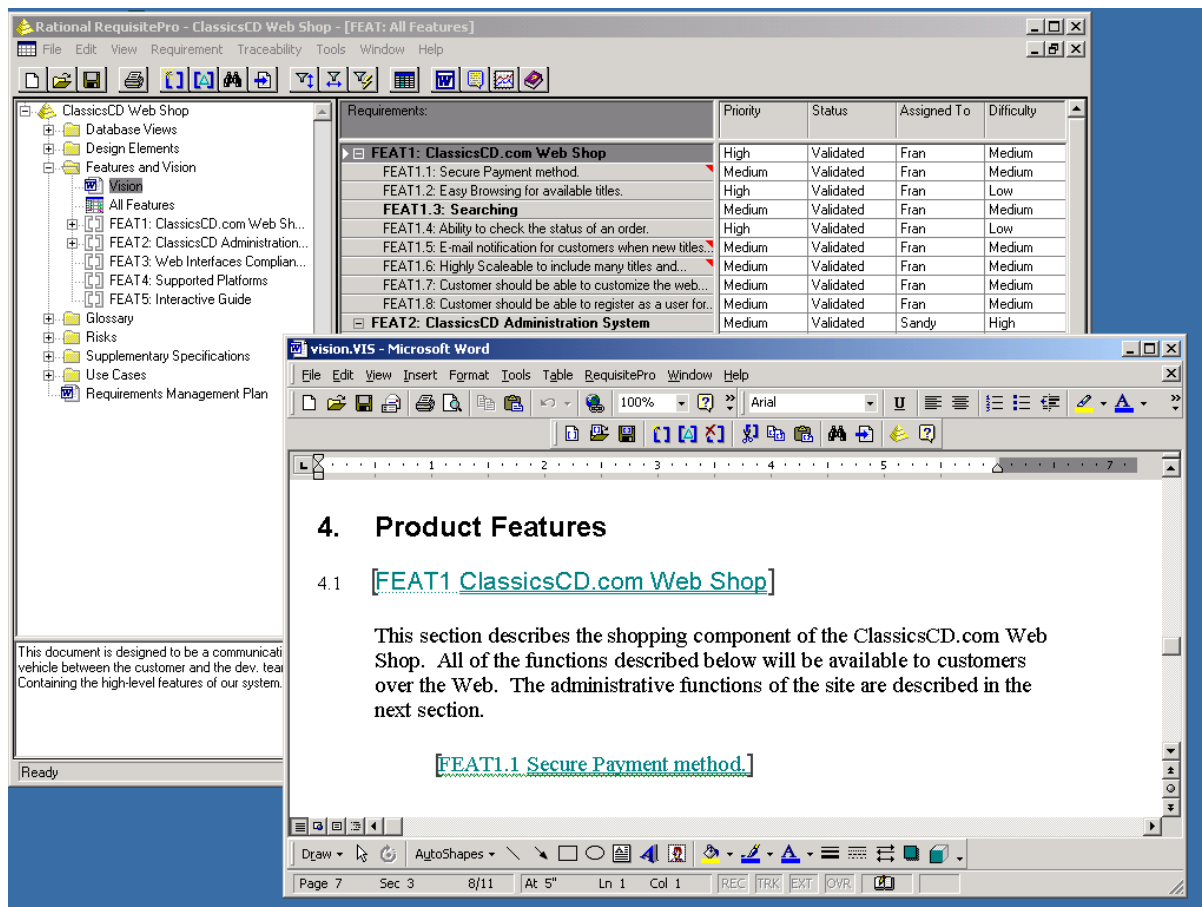 Rational RequisitePro - ClassicsCD Web Shop - [FEAT: All Features]
File Edit View Requirement Traceability Tools Window Help
ClassicsCD Web Shop
Database Views
Design Elements
Features and Vision
Vision
All Features
FEAT1: ClassicsCD.com Web Sh...
FEAT2: ClassicsCD Administration...
FEAT3: Web Interfaces Complian...
FEAT4: Supported Platforms
FEAT5: Interactive Guide
Glossary
Risks
Supplementary Specifications
Use Cases
Requirements Management Plan
Requirements: Priority Status Assigned To Difficulty
FEAT1: ClassicsCD.com Web Shop High Validated Fran Medium
FEAT1.1: Secure Payment method. Medium Validated Fran Medium
FEAT1.2: Easy Browsing for available titles. High Validated Fran Low
FEAT1.3: Searching Medium Validated Fran Medium
FEAT1.4: Ability to check the status of an order. High Validated Fran Low
FEAT1.5: E-mail notification for customers when new titles... Medium Validated Fran Medium
FEAT1.6: Highly Scaleable to include many titles and... Medium Validated Fran Medium
FEAT1.7: Customer should be able to customize the web... Medium Validated Fran Medium
FEAT1.8: Customer should be able to register as a user for... Medium Validated Fran Medium
FEAT2: ClassicsCD Administration System Medium Validated Sandy High
This document is designed to be a communicati
vehicle between the customer and the dev. tea
Containing the high-level features of our system.
Ready
vision.VIS - Microsoft Word
File Edit View Insert Format Tools Table RequisitePro Window Help
100% Arial U A
1 2 3 4 5 7
4. Product Features
4.1 [FEAT1 ClassicsCD.com Web Shop]
This section describes the shopping component of the ClassicsCD.com Web
Shop. All of the functions described below will be available to customers
over the Web. The administrative functions of the site are described in the
next section.
[FEAT1.1 Secure Payment method.]
Draw AutoShapes
Page 7 Sec 3 8/11 At 5" Ln 1 Col 1 REC TRK EXT OVR